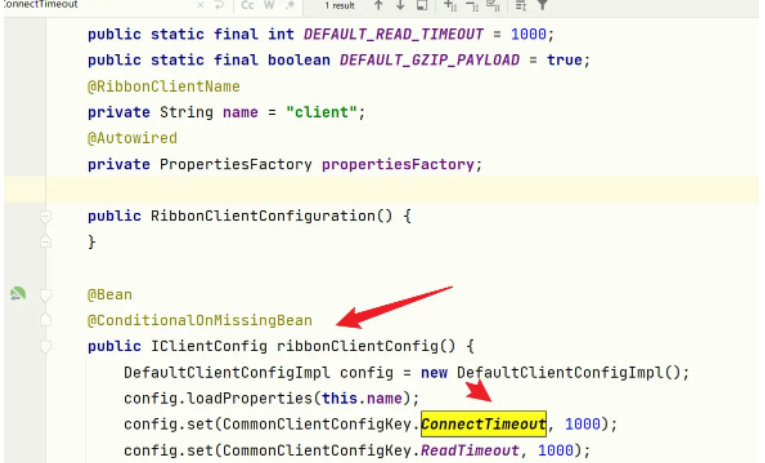 ConnectTimeout Cc W .* 1 result
public static final int DEFAULT_READ_TIMEOUT = 1000;
public static final boolean DEFAULT_GZIP_PAYLOAD = true;
@RibbonClientName
private String name = "client";
@Autowired
private PropertiesFactory propertiesFactory;
public RibbonClientConfiguration() {
}
@Bean
@ConditionalOnMissingBean
public IClientConfig ribbonClientConfig() {
DefaultClientConfigImpl config = new DefaultClientConfigImpl();
config.loadProperties(this.name);
config.set(CommonClientConfigKey.ConnectTimeout, 1000);
config.set(CommonClientConfigKey.ReadTimeout, 1000);